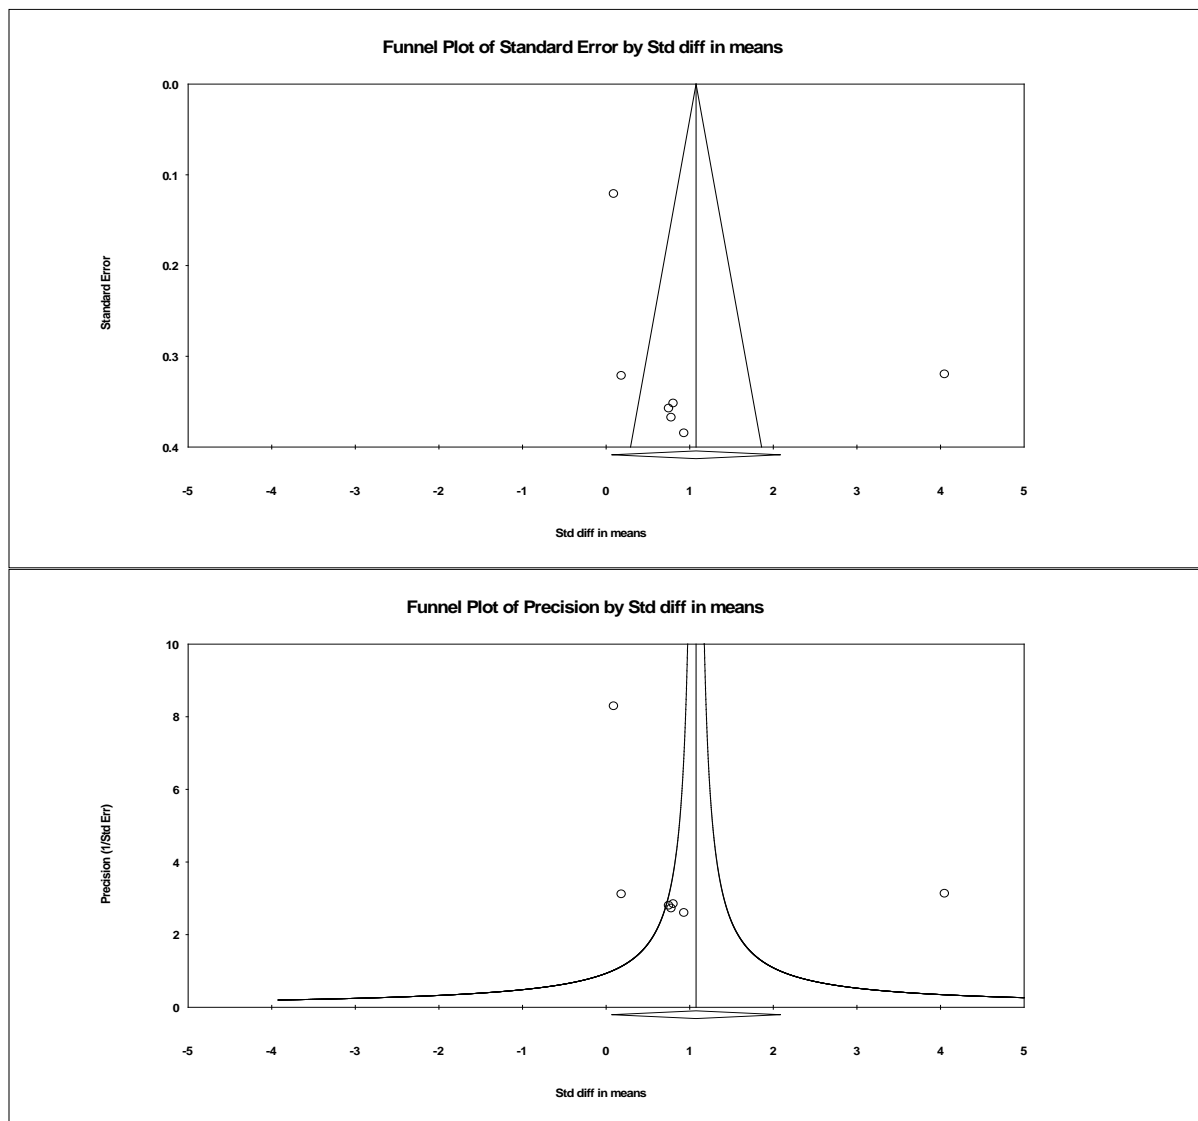 Funnel Plot of Standard Error by Std diff in means
0.0
0.1
0.2
0.3
0.4
Standard Error
-5 -4 -3 -2 -1 0 1 2 3 4 5
Std diff in means
Funnel Plot of Precision by Std diff in means
10
8
6
4
2
0
Precision (1/Std Err)
-5 -4 -3 -2 -1 0 1 2 3 4 5
Std diff in means